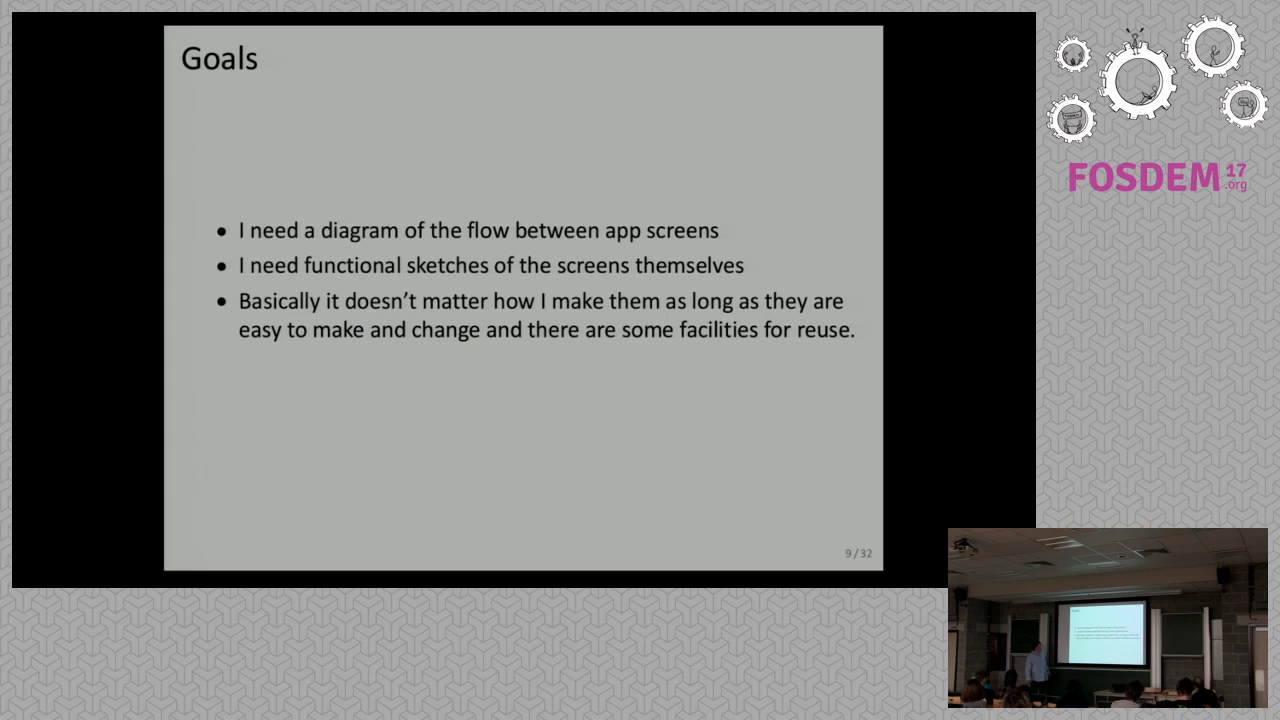 Goals
• I need a diagram of the flow between app screens
• I need functional sketches of the screens themselves
• Basically it doesn't matter how I make them as long as they are
easy to make and change and there are some facilities for reuse.
9/32
FOSDEM 17
.org